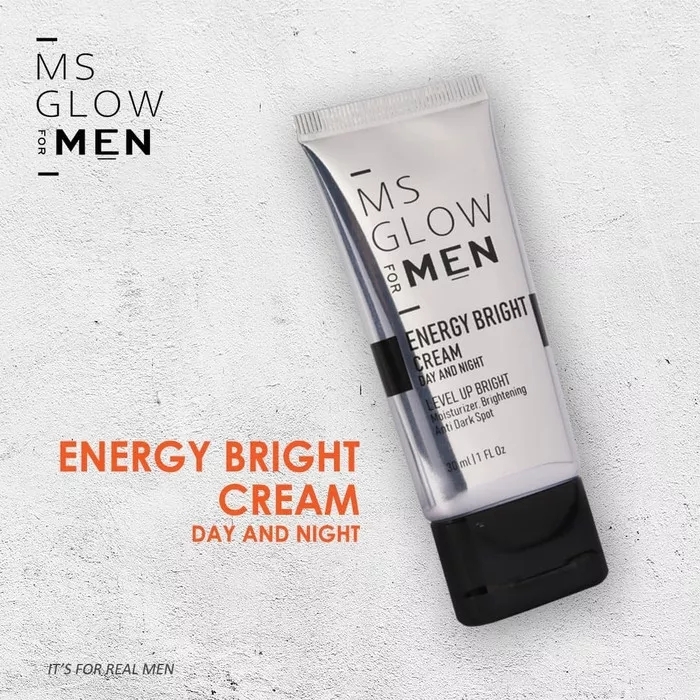 MS
GLOW
FOR MEN
MS
GLOW
FOR MEN
ENERGY BRIGHT
CREAM
DAY AND NIGHT
LEVEL UP BRIGHT
Moisturizer, Brightening
Anti Dark Spot
30 ml | 1 FL Oz
ENERGY BRIGHT
CREAM
DAY AND NIGHT
IT'S FOR REAL MEN